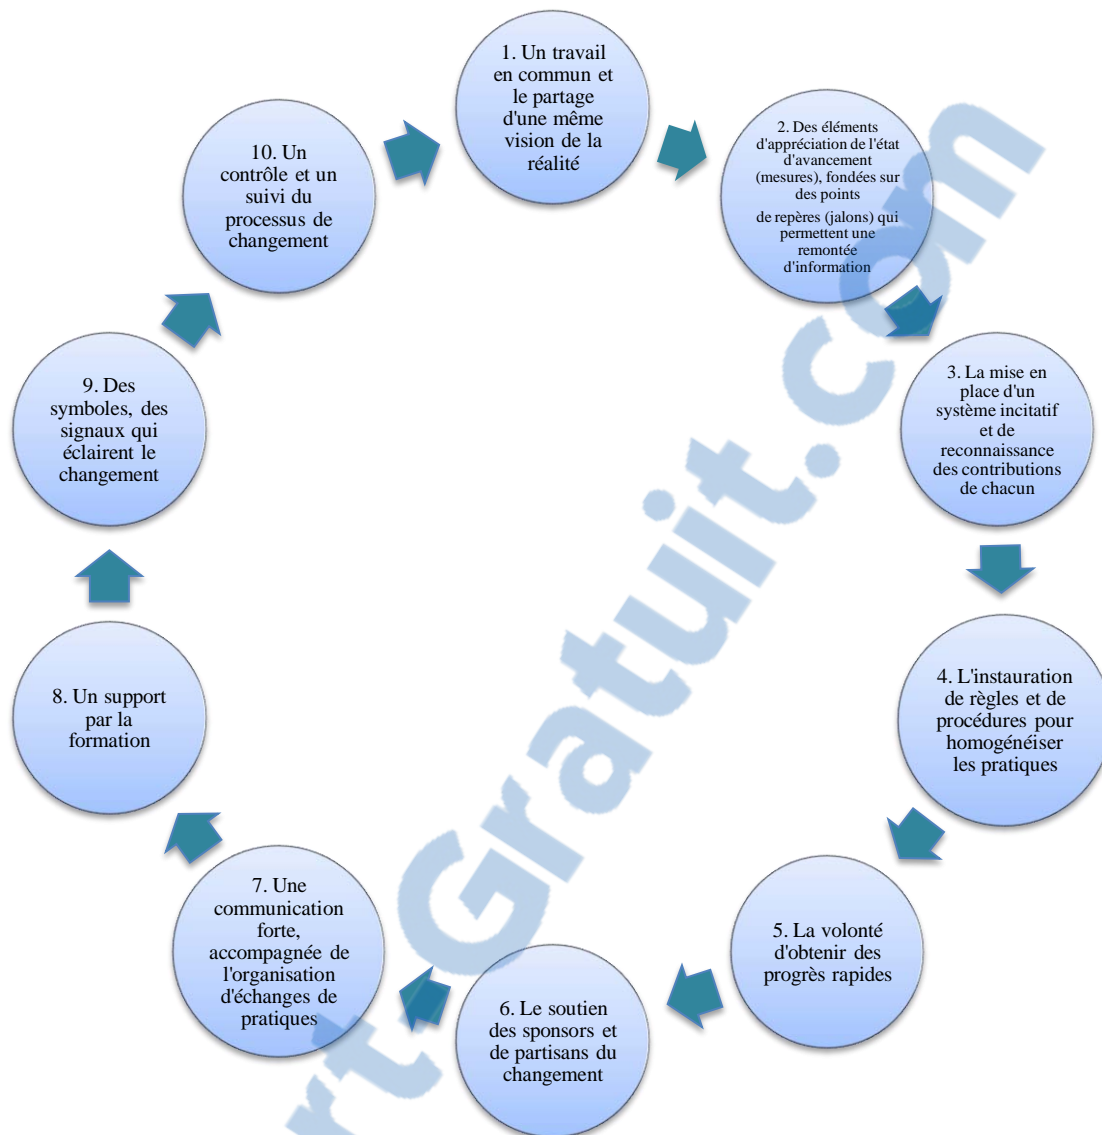 1. Un travail
en commun et
le partage
d'une même
vision de la
réalité
2. Des éléments
d'appréciation de l'état
d'avancement
(mesures), fondées sur
des points
de repères (jalons) qui
permettent une
remontée
d'information
3. La mise en
place d'un
système incitatif
et de
reconnaissance
des contributions
de chacun
4. L'instauration
de règles et de
procédures pour
homogénéiser
les pratiques
5. La volonté
d'obtenir des
progrès rapides
6. Le soutien
des sponsors et
de partisans du
changement
7. Une
communication
forte,
accompagnée de
l'organisation
d'échanges de
pratiques
8. Un support
par la
formation
9. Des
symboles, des
signaux qui
éclairent le
changement
10. Un
contrôle et un
suivi du
processus de
changement
rt-Gratuit.com